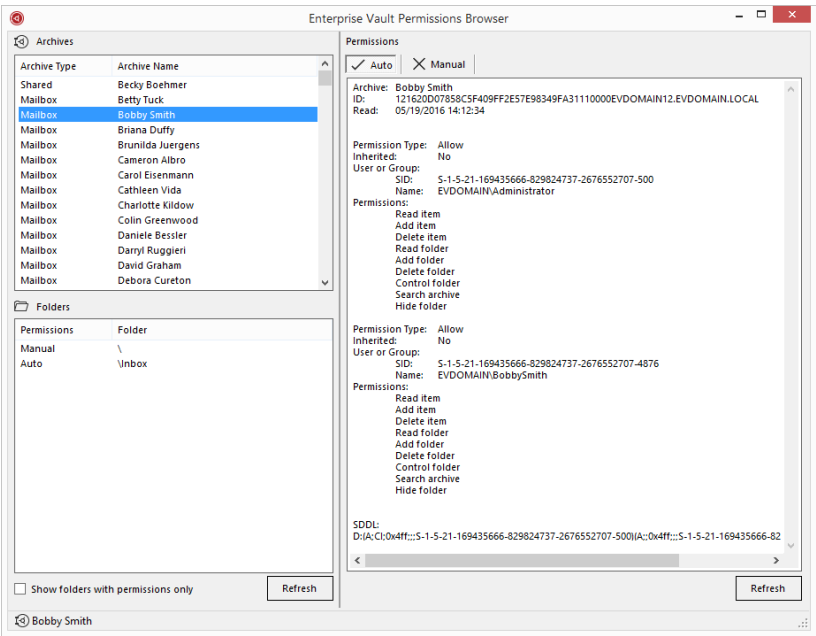 Enterprise Vault Permissions Browser
Archives
Archive Type Archive Name
Shared Becky Boehmer
Mailbox Betty Tuck
Mailbox Bobby Smith
Mailbox Briana Duffy
Mailbox Brunilda Juergens
Mailbox Cameron Albro
Mailbox Carol Eisenmann
Mailbox Cathleen Vida
Mailbox Charlotte Kildow
Mailbox Colin Greenwood
Mailbox Daniele Bessler
Mailbox Darryl Ruggieri
Mailbox David Graham
Mailbox Debora Cureton
Folders
Permissions Folder
Manual \
Auto \Inbox
Show folders with permissions only Refresh
Permissions
Auto Manual
Archive: Bobby Smith
ID: 121620D07858C5F409FF2E57E98349FA31110000EVDOMAIN12.EVDOMAIN.LOCAL
Read: 05/19/2016 14:12:34
Permission Type: Allow
Inherited: No
User or Group:
SID: S-1-5-21-169435666-829824737-2676552707-500
Name: EVDOMAIN\Administrator
Permissions:
Read item
Add item
Delete item
Read folder
Add folder
Delete folder
Control folder
Search archive
Hide folder
Permission Type: Allow
Inherited: No
User or Group:
SID: S-1-5-21-169435666-829824737-2676552707-4876
Name: EVDOMAIN\BobbySmith
Permissions:
Read item
Add item
Delete item
Read folder
Add folder
Delete folder
Control folder
Search archive
Hide folder
SDDL:
D:(A;CI;0x4ff;;;S-1-5-21-169435666-829824737-2676552707-500)(A;;0x4ff;;;S-1-5-21-169435666-82
Refresh
Bobby Smith